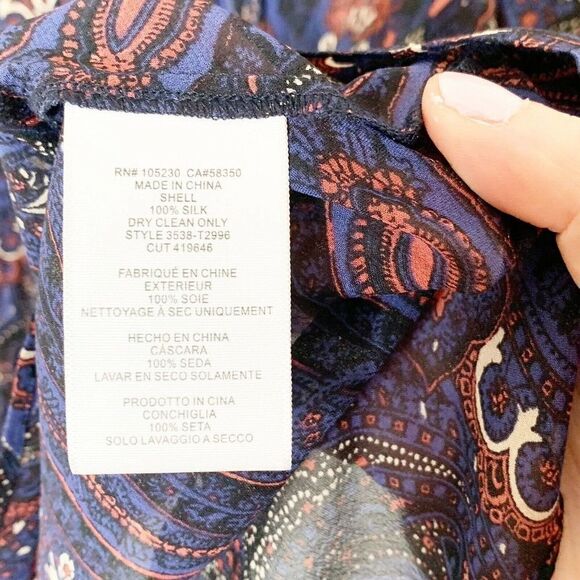 RN# 105230 CA#58350
MADE IN CHINA
SHELL
100% SILK
DRY CLEAN ONLY
STYLE 3538-T2996
CUT 419646
FABRIQUÉ EN CHINE
EXTERIEUR
100% SOIE
NETTOYAGE À SEC UNIQUEMENT
HECHO EN CHINA
CÁSCARA
100% SEDA
LAVAR EN SECO SOLAMENTE
PRODOTTO IN CINA
CONCHIGLIA
100% SETA
SOLO LAVAGGIO A SECCO